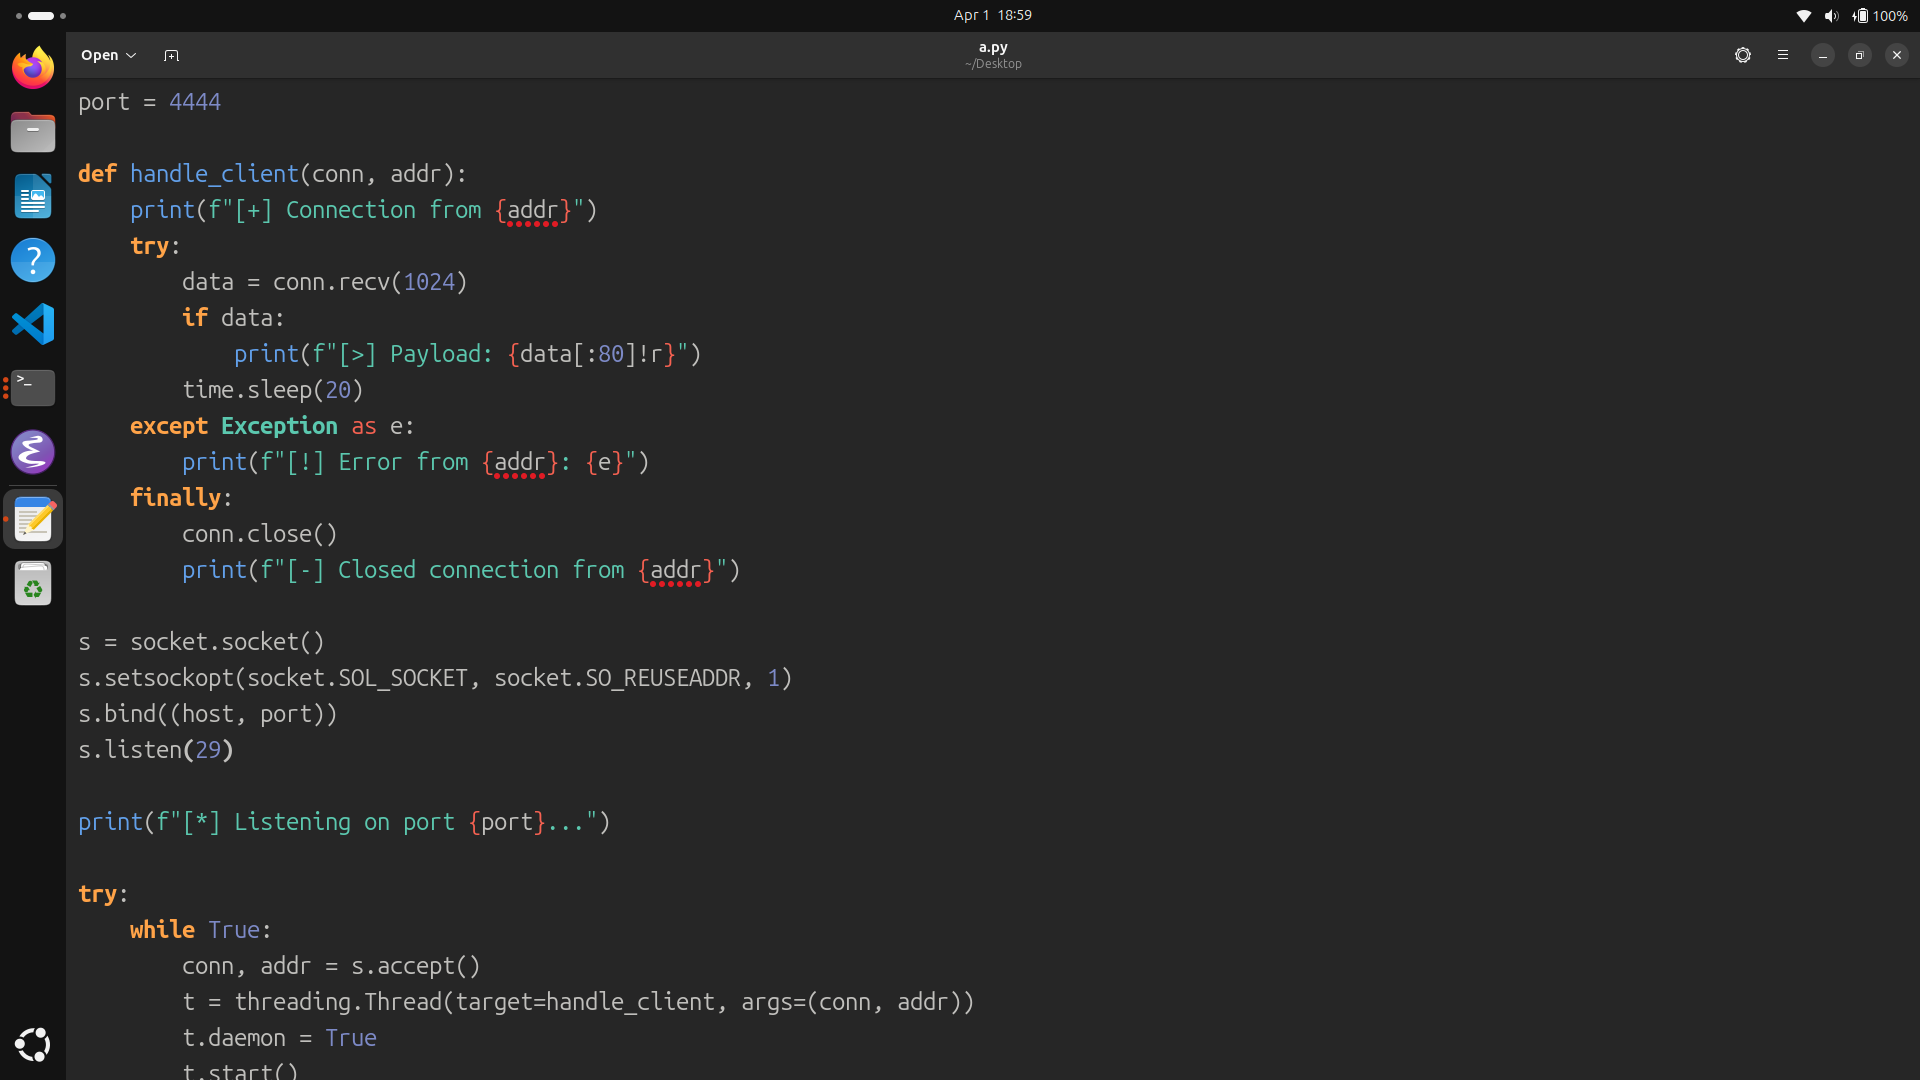 Apr 1 18:59
100%
Open
a.py
~/Desktop
port = 4444
def handle_client(conn, addr):
    print(f"[+] Connection from {addr}")
    try:
        data = conn.recv(1024)
        if data:
            print(f"[>] Payload: {data[:80]!r}")
        time.sleep(20)
    except Exception as e:
        print(f"[!] Error from {addr}: {e}")
    finally:
        conn.close()
        print(f"[-] Closed connection from {addr}")
s = socket.socket()
s.setsockopt(socket.SOL_SOCKET, socket.SO_REUSEADDR, 1)
s.bind((host, port))
s.listen(29)
print(f"[*] Listening on port {port}...")
try:
    while True:
        conn, addr = s.accept()
        t = threading.Thread(target=handle_client, args=(conn, addr))
        t.daemon = True
        t.start()